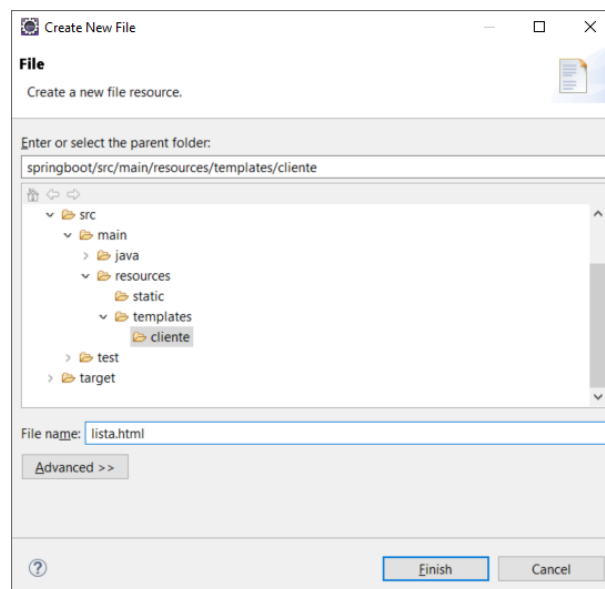 Create New File
File
Create a new file resource.
Enter or select the parent folder:
springboot/src/main/resources/templates/cliente
src
main
java
resources
static
templates
cliente
test
target
File name: lista.html
Advanced >>
Finish Cancel